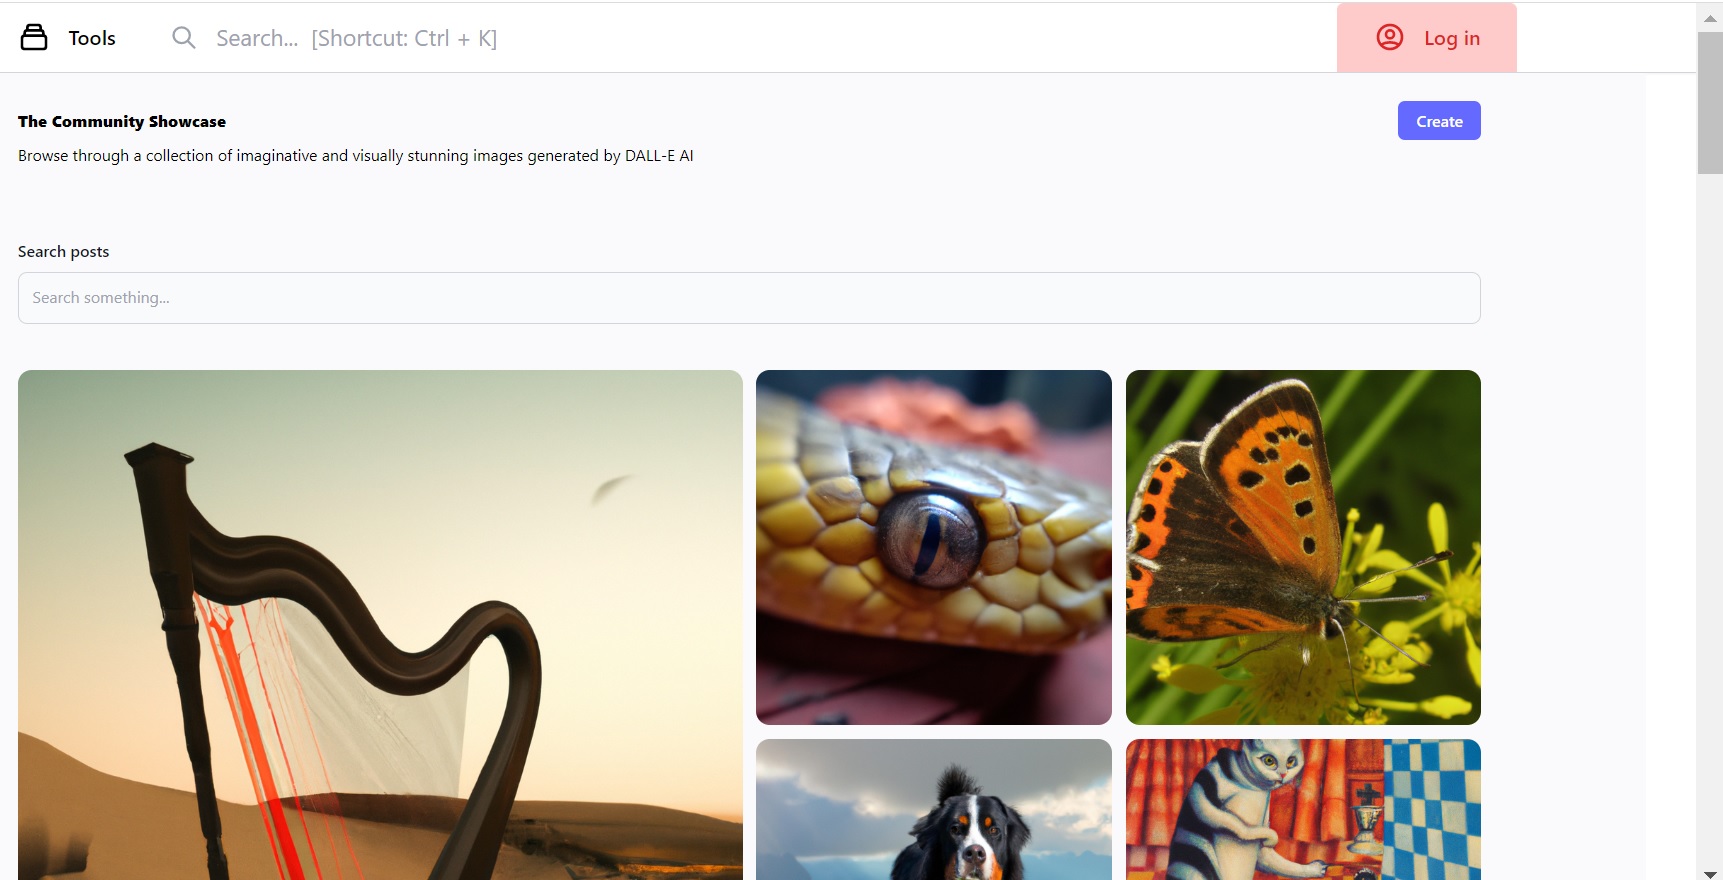 Tools
Search... [Shortcut: Ctrl + K]
Log in
The Community Showcase
Create
Browse through a collection of imaginative and visually stunning images generated by DALL-E AI
Search posts
Search something...